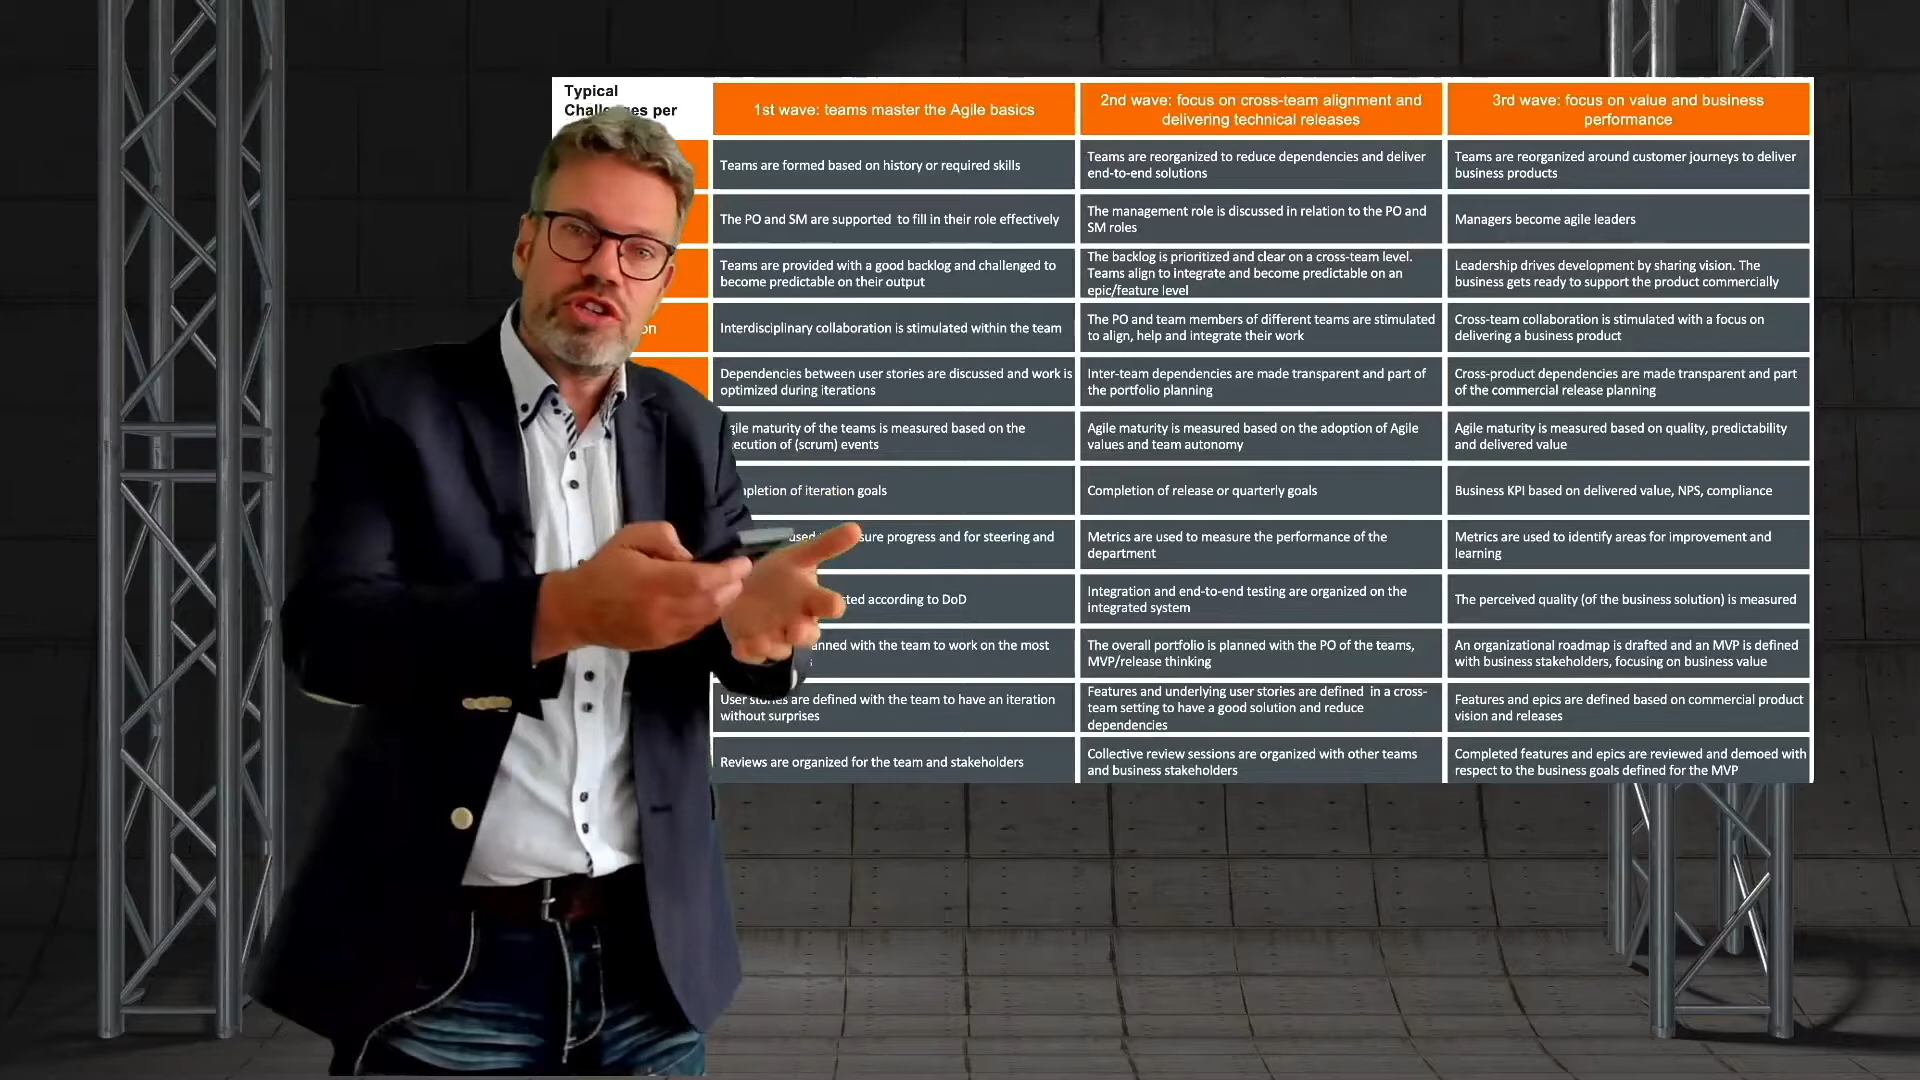 Typical
per
1st wave: teams master the Agile basics
2nd wave: focus on cross-team alignment and
delivering technical releases
3rd wave: focus on value and business
performance
Teams are formed based on history or required skills
Teams are reorganized to reduce dependencies and deliver
end-to-end solutions
Teams are reorganized around customer journeys to deliver
business products
The PO and SM are supported to fill in their role effectively
The management role is discussed in relation to the PO and
SM roles
Managers become agile leaders
Teams are provided with a good backlog and challenged to
become predictable on their output
The backlog is prioritized and clear on a cross-team level.
Teams align to integrate and become predictable on an
epic/feature level
Leadership drives development by sharing vision. The
business gets ready to support the product commercially
Interdisciplinary collaboration is stimulated within the team
The PO and team members of different teams are stimulated
to align, help and integrate their work
Cross-team collaboration is stimulated with a focus on
delivering a business product
Dependencies between user stories are discussed and work is
optimized during iterations
Inter-team dependencies are made transparent and part of
the portfolio planning
Cross-product dependencies are made transparent and part
of the commercial release planning
maturity of the teams is measured based on the
of (scrum) events
Agile maturity is measured based on the adoption of Agile
values and team autonomy
Agile maturity is measured based on quality, predictability
and delivered value
of iteration goals
Completion of release or quarterly goals
Business KPI based on delivered value, NPS, compliance
used progress and for steering and
Metrics are used to measure the performance of the
department
Metrics are used to identify areas for improvement and
learning
according to DoD
Integration and end-to-end testing are organized on the
integrated system
The perceived quality (of the business solution) is measured
with the team to work on the most
The overall portfolio is planned with the PO of the teams,
MVP/release thinking
An organizational roadmap is drafted and an MVP is defined
with business stakeholders, focusing on business value
User stories are defined with the team to have an iteration
without surprises
Features and underlying user stories are defined in a cross-
team setting to have a good solution and reduce
dependencies
Features and epics are defined based on commercial product
vision and releases
Reviews are organized for the team and stakeholders
Collective review sessions are organized with other teams
and business stakeholders
Completed features and epics are reviewed and demoed with
respect to the business goals defined for the MVP